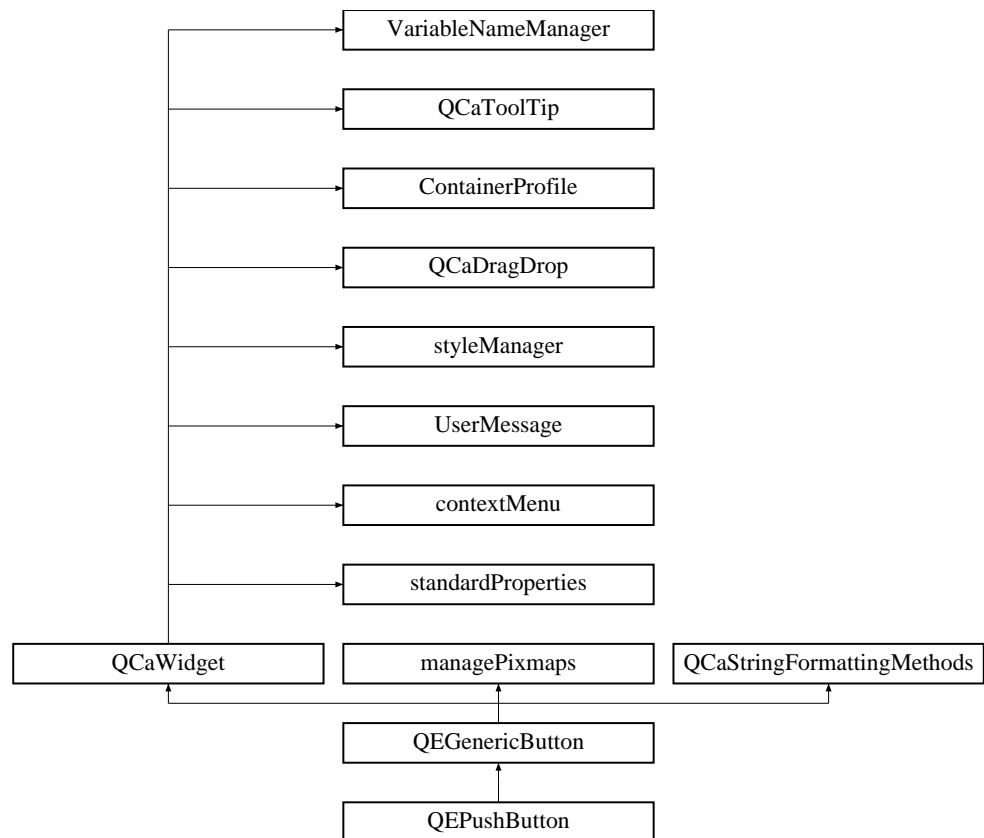 VariableNameManager
QCaToolTip
ContainerProfile
QCaDragDrop
styleManager
UserMessage
contextMenu
standardProperties
QCaWidget
managePixmaps
QCaStringFormattingMethods
QEGenericButton
QEPushButton